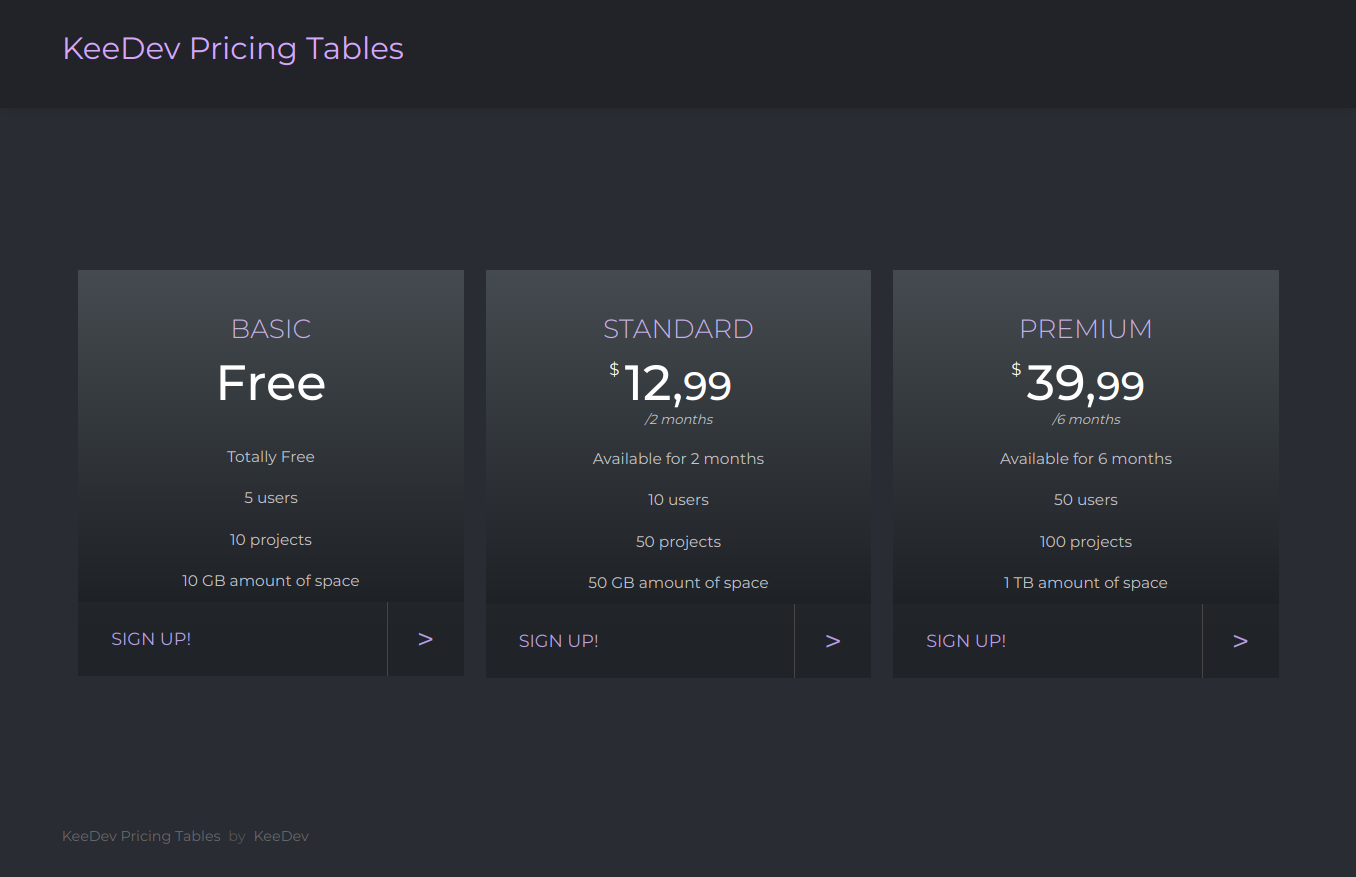 KeeDev Pricing Tables
BASIC
Free
Totally Free
5 users
10 projects
10 GB amount of space
SIGN UP! >
STANDARD
$12,99
/2 months
Available for 2 months
10 users
50 projects
50 GB amount of space
SIGN UP! >
PREMIUM
$39,99
/6 months
Available for 6 months
50 users
100 projects
1 TB amount of space
SIGN UP! >
KeeDev Pricing Tables by KeeDev